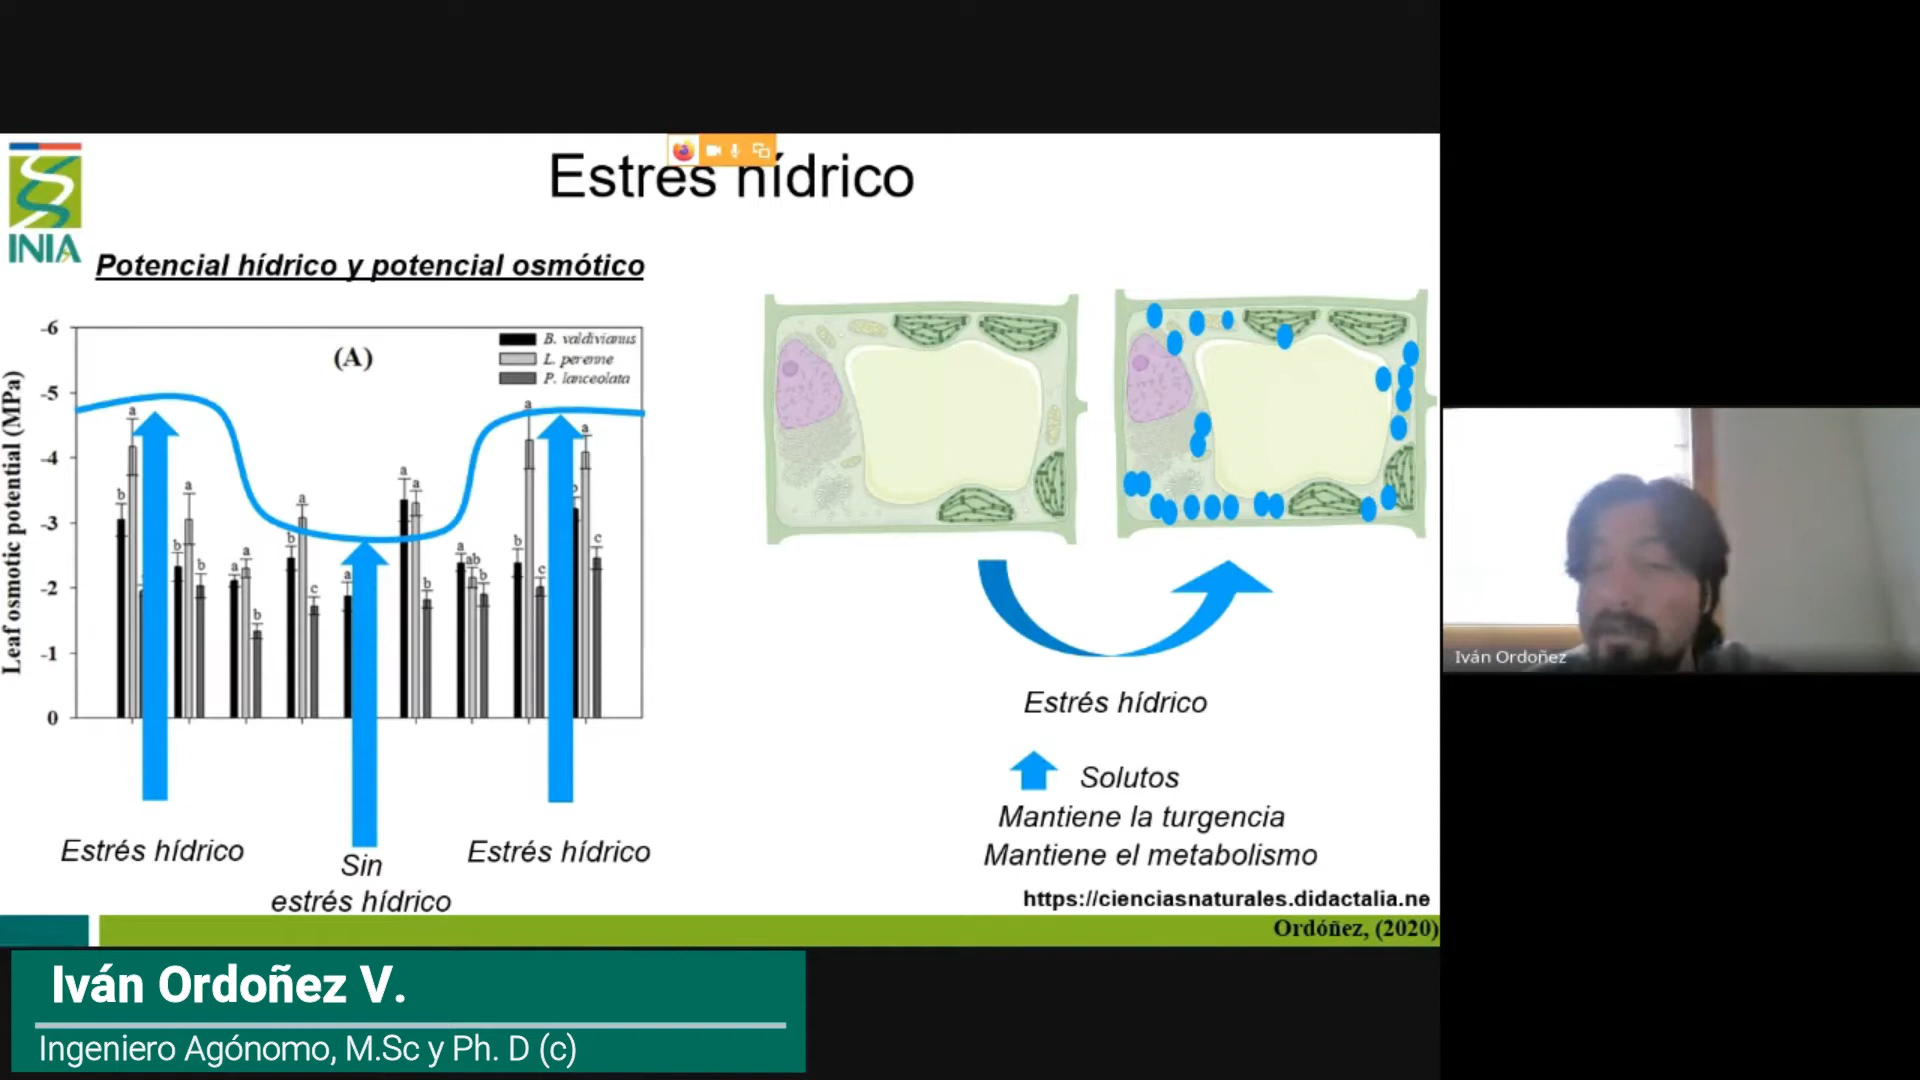 Estrés hídrico
INIA
Potencial hídrico y potencial osmótico
(A)
B. valdivianus
L. perenne
P. lanceolata
Leaf osmotic potential (MPa)
-6
-5
-4
-3
-2
-1
0
b
a
b
a
b
a
a
b
b
a
c
a
a
a
b
a
ab
b
b
a
c
b
a
c
Estrés hídrico
Sin
estrés hídrico
Estrés hídrico
Estrés hídrico
Solutos
Mantiene la turgencia
Mantiene el metabolismo
https://cienciasnaturales.didactalia.ne
Ordóñez, (2020)
Iván Ordoñez
Iván Ordoñez V.
Ingeniero Agónomo, M.Sc y Ph. D (c)